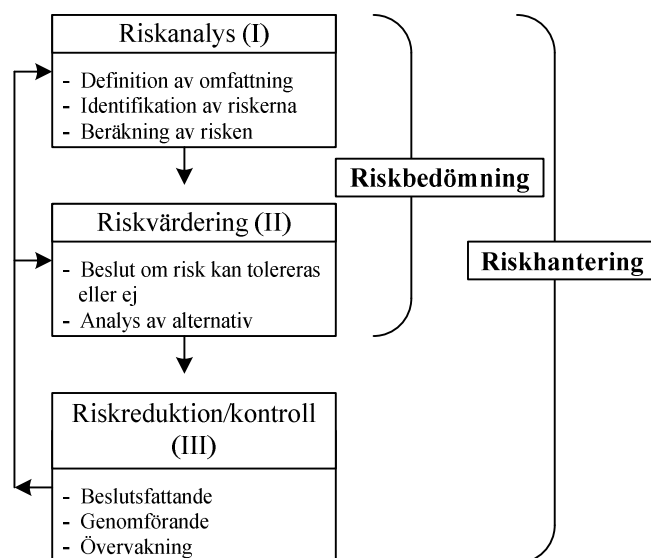 Riskanalys (I)
- Definition av omfattning
- Identifikation av riskerna
- Beräkning av risken
Riskbedömning
Riskvärdering (II)
- Beslut om risk kan tolereras
eller ej
- Analys av alternativ
Riskhantering
Riskreduktion/kontroll
(III)
- Beslutsfattande
- Genomförande
- Övervakning